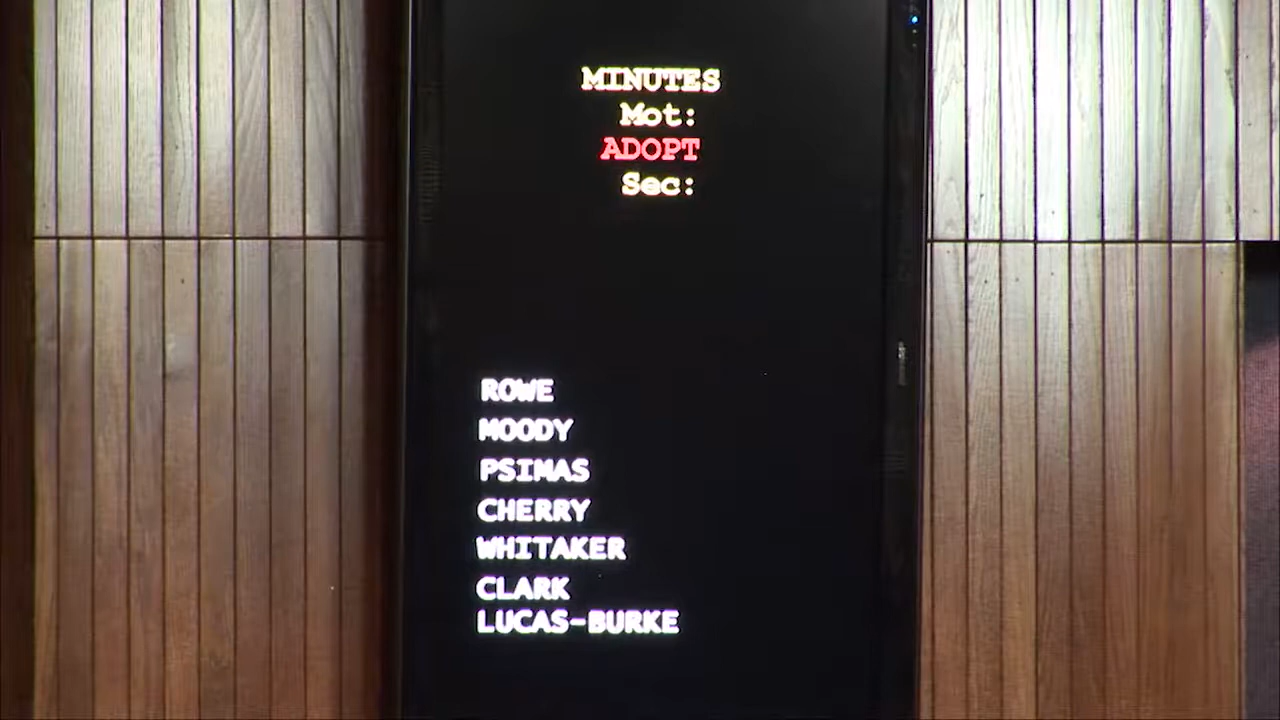 MINUTES
Mot:
ADOPT
Sec:
ROWE
MOODY
PSIMAS
CHERRY
WHITAKER
CLARK
LUCAS-BURKE